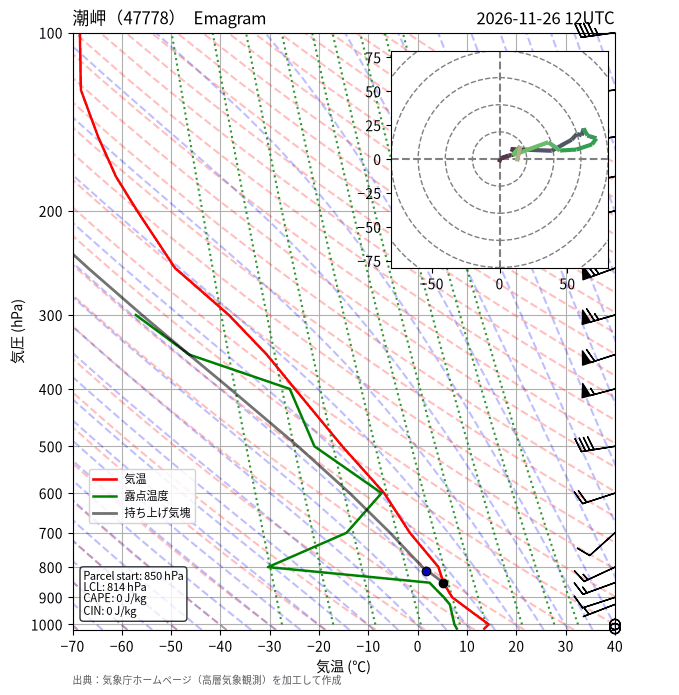 潮岬（47778） Emagram
2026-11-26 12UTC
100
200
300
400
500
600
700
800
900
1000
気圧 (hPa)
75
50
25
0
−25
−50
−75
−50
0
50
気温
露点温度
持ち上げ気塊
Parcel start: 850 hPa
LCL: 814 hPa
CAPE: 0 J/kg
CIN: 0 J/kg
−70
−60
−50
−40
−30
−20
−10
0
10
20
30
40
気温 (℃)
出典：気象庁ホームページ（高層気象観測）を加工して作成